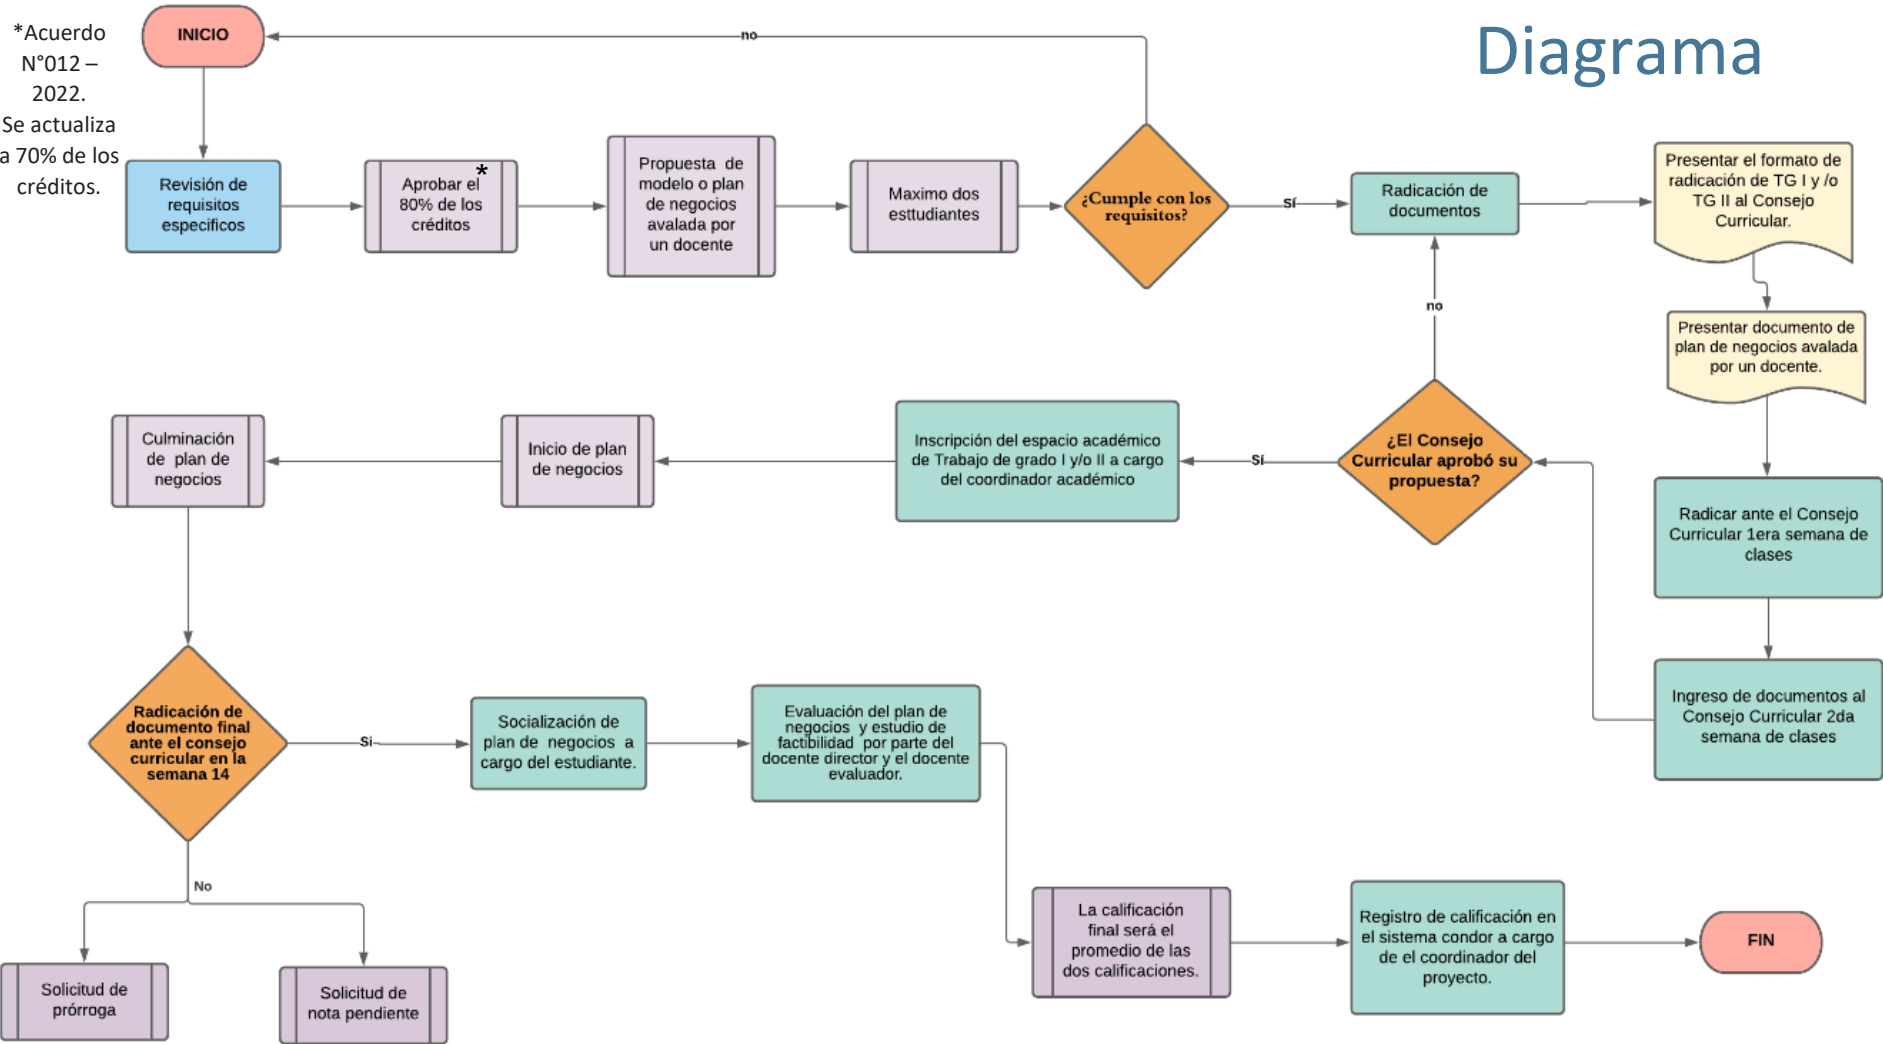 Diagrama
*Acuerdo
N°012 –
2022.
Se actualiza
a 70% de los
créditos.
INICIO
no
Revisión de
requisitos
especificos
*
Aprobar el
80% de los
créditos
Propuesta de
modelo o plan
de negocios
avalada por
un docente
Maximo dos
esttudiantes
¿Cumple con los
requisitos?
Sí
Radicación de
documentos
Presentar el formato de
radicación de TG I y /o
TG II al Consejo
Curricular.
Presentar documento de
plan de negocios avalada
por un docente.
Radicar ante el Consejo
Curricular 1era semana de
clases
Ingreso de documentos al
Consejo Curricular 2da
semana de clases
¿El Consejo
Curricular aprobó su
propuesta?
no
Sí
Inscripción del espacio académico
de Trabajo de grado I y/o II a cargo
del coordinador académico
Inicio de plan
de negocios
Culminación
de plan de
negocios
Radicación de
documento final
ante el consejo
curricular en la
semana 14
Si
No
Solicitud de
prórroga
Solicitud de
nota pendiente
Socialización de
plan de negocios a
cargo del estudiante.
Evaluación del plan de
negocios y estudio de
factibilidad por parte del
docente director y el docente
evaluador.
La calificación
final será el
promedio de las
dos calificaciones.
Registro de calificación en
el sistema condor a cargo
de el coordinador del
proyecto.
FIN